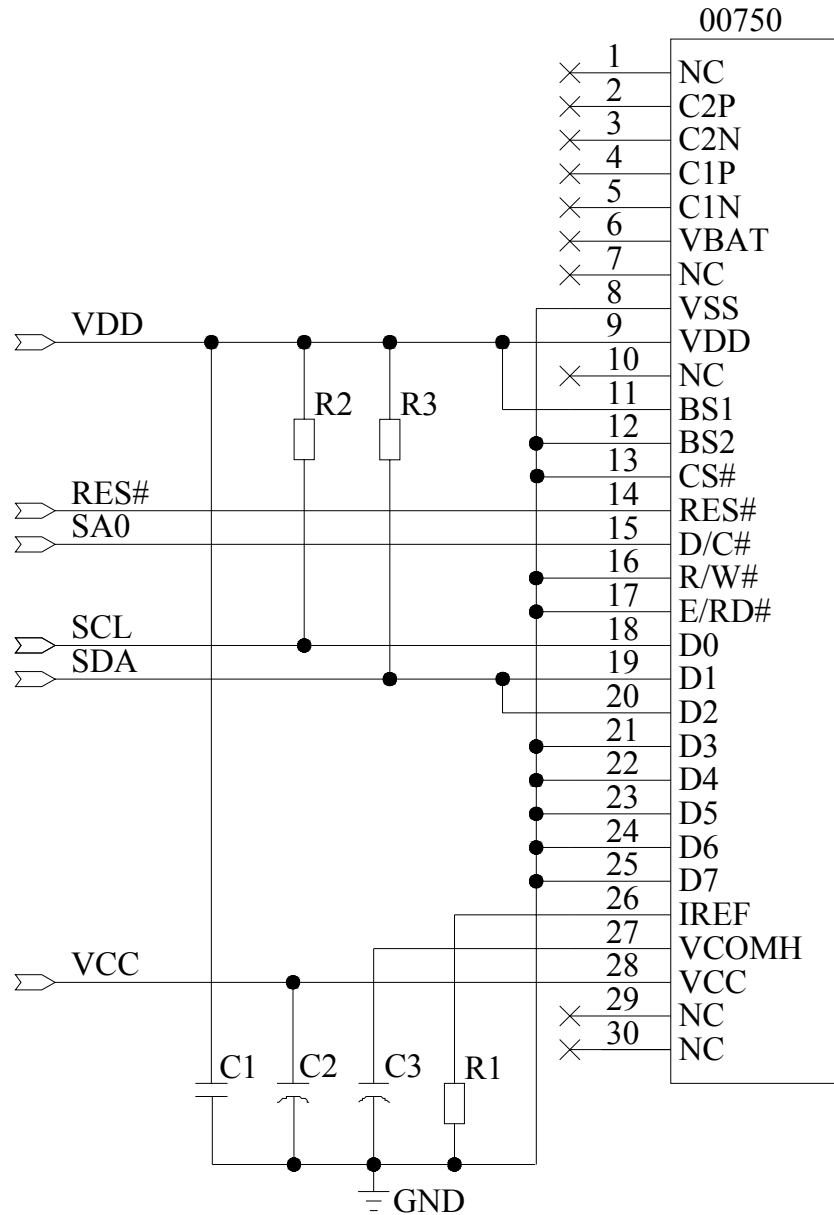 00750
1 NC
2 C2P
3 C2N
4 C1P
5 C1N
6 VBAT
7 NC
8 VSS
VDD 9 VDD
10 NC
R2 R3 11 BS1
12 BS2
13 CS#
RES# 14 RES#
SA0 15 D/C#
16 R/W#
17 E/RD#
SCL 18 D0
SDA 19 D1
20 D2
21 D3
22 D4
23 D5
24 D6
25 D7
26 IREF
27 VCOMH
VCC 28 VCC
29 NC
30 NC
C1 C2 C3 R1
GND